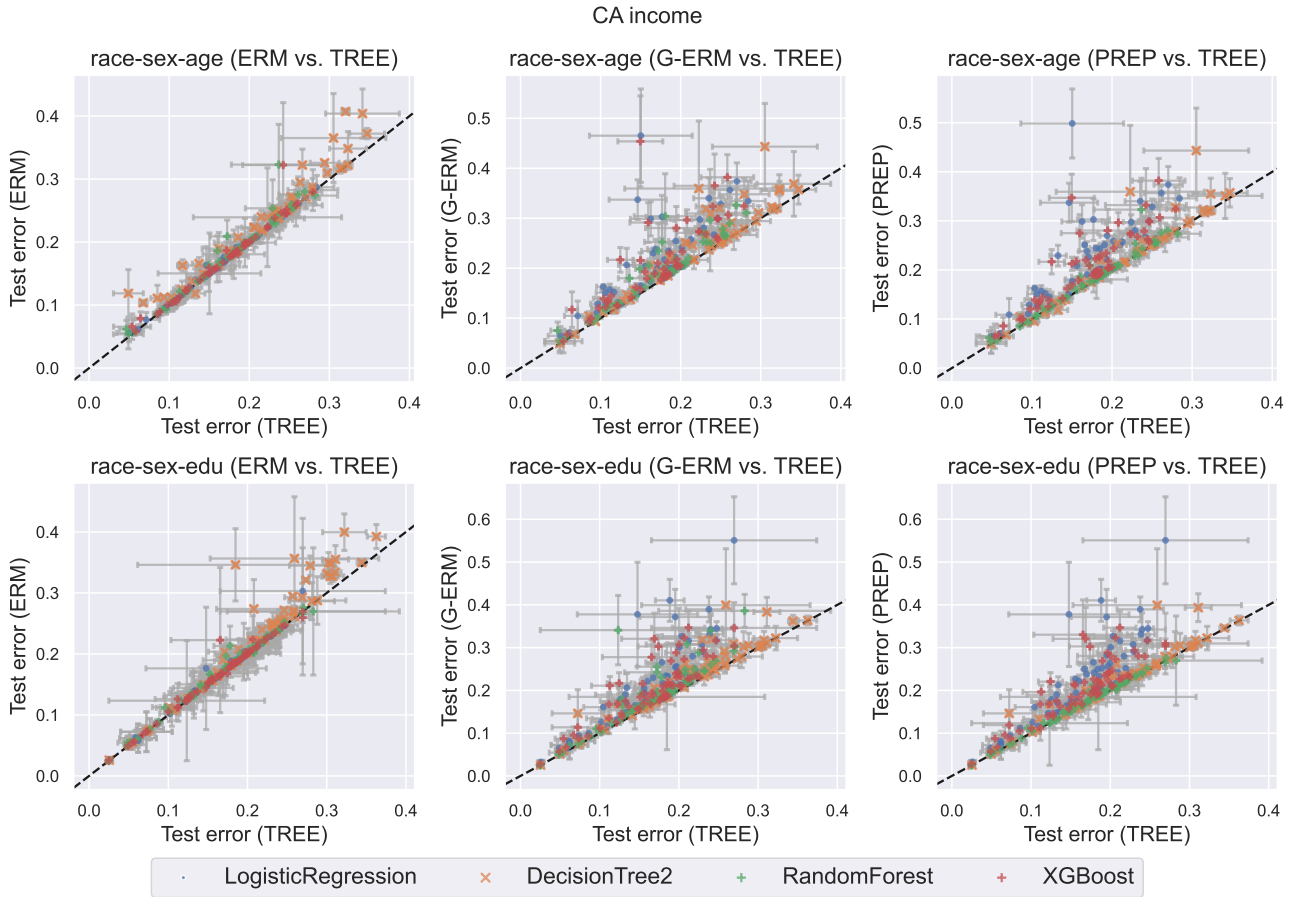 CA income
race-sex-age (ERM vs. TREE)
race-sex-age (G-ERM vs. TREE)
race-sex-age (PREP vs. TREE)
Test error (ERM)
0.4
0.3
0.2
0.1
0.0
0.0 0.1 0.2 0.3 0.4
Test error (TREE)
Test error (G-ERM)
0.5
0.4
0.3
0.2
0.1
0.0
0.0 0.1 0.2 0.3 0.4
Test error (TREE)
Test error (PREP)
0.5
0.4
0.3
0.2
0.1
0.0
0.0 0.1 0.2 0.3 0.4
Test error (TREE)
race-sex-edu (ERM vs. TREE)
race-sex-edu (G-ERM vs. TREE)
race-sex-edu (PREP vs. TREE)
Test error (ERM)
0.4
0.3
0.2
0.1
0.0
0.0 0.1 0.2 0.3 0.4
Test error (TREE)
Test error (G-ERM)
0.6
0.5
0.4
0.3
0.2
0.1
0.0
0.0 0.1 0.2 0.3 0.4
Test error (TREE)
Test error (PREP)
0.6
0.5
0.4
0.3
0.2
0.1
0.0
0.0 0.1 0.2 0.3 0.4
Test error (TREE)
LogisticRegression DecisionTree2 RandomForest XGBoost